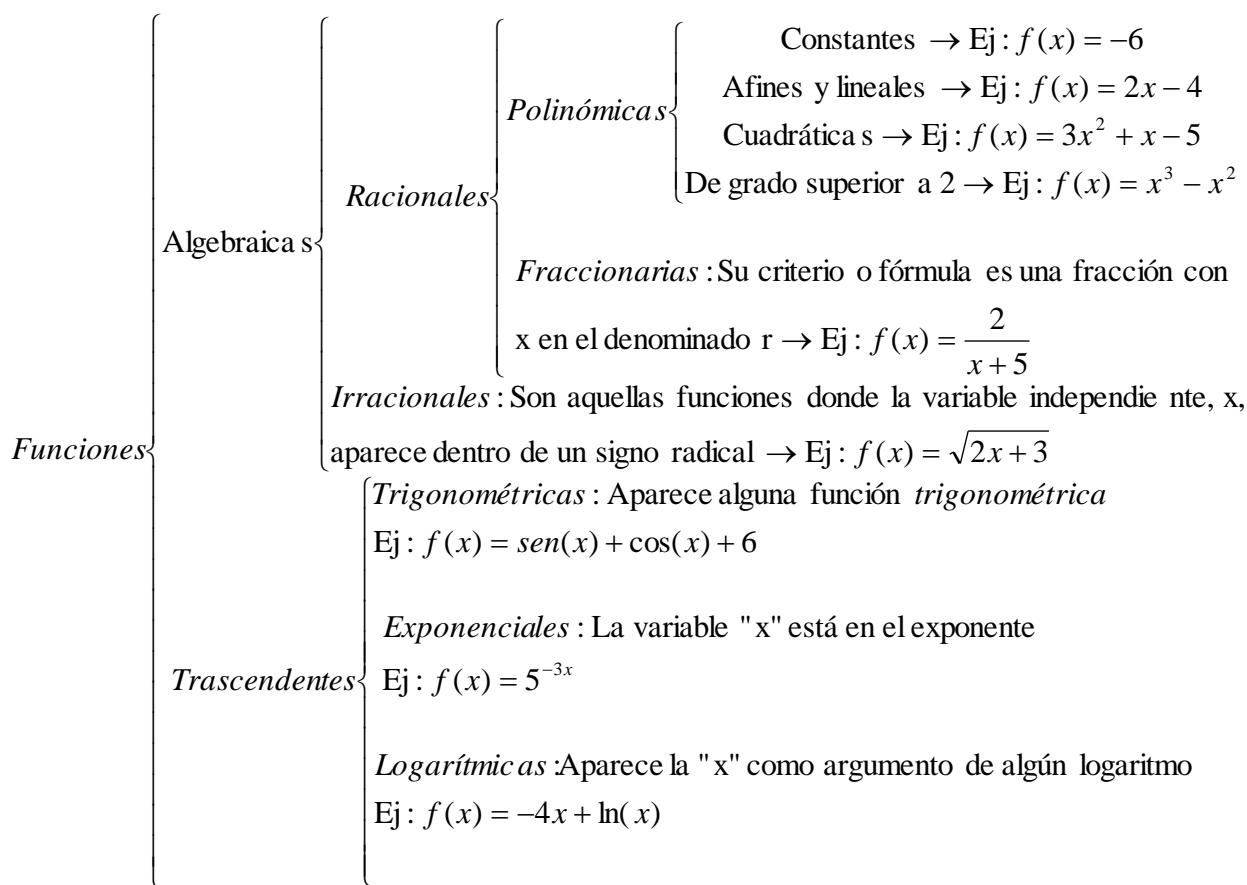 Constantes → Ej: f(x) = −6
Afines y lineales → Ej: f(x) = 2x − 4
Polinómicas
Cuadrática s → Ej: f(x) = 3x² + x − 5
De grado superior a 2 → Ej: f(x) = x³ − x²
Racionales
Algebraica s
Fraccionarias : Su criterio o fórmula es una fracción con
x en el denominado r → Ej: f(x) = 2/(x + 5)
Irracionales : Son aquellas funciones donde la variable independie nte, x,
aparece dentro de un signo radical → Ej: f(x) = √(2x + 3)
Funciones
Trigonométricas : Aparece alguna función trigonométrica
Ej: f(x) = sen(x) + cos(x) + 6
Exponenciales : La variable "x" está en el exponente
Trascendentes
Ej: f(x) = 5⁻³ˣ
Logarítmic as :Aparece la "x" como argumento de algún logaritmo
Ej: f(x) = −4x + ln(x)